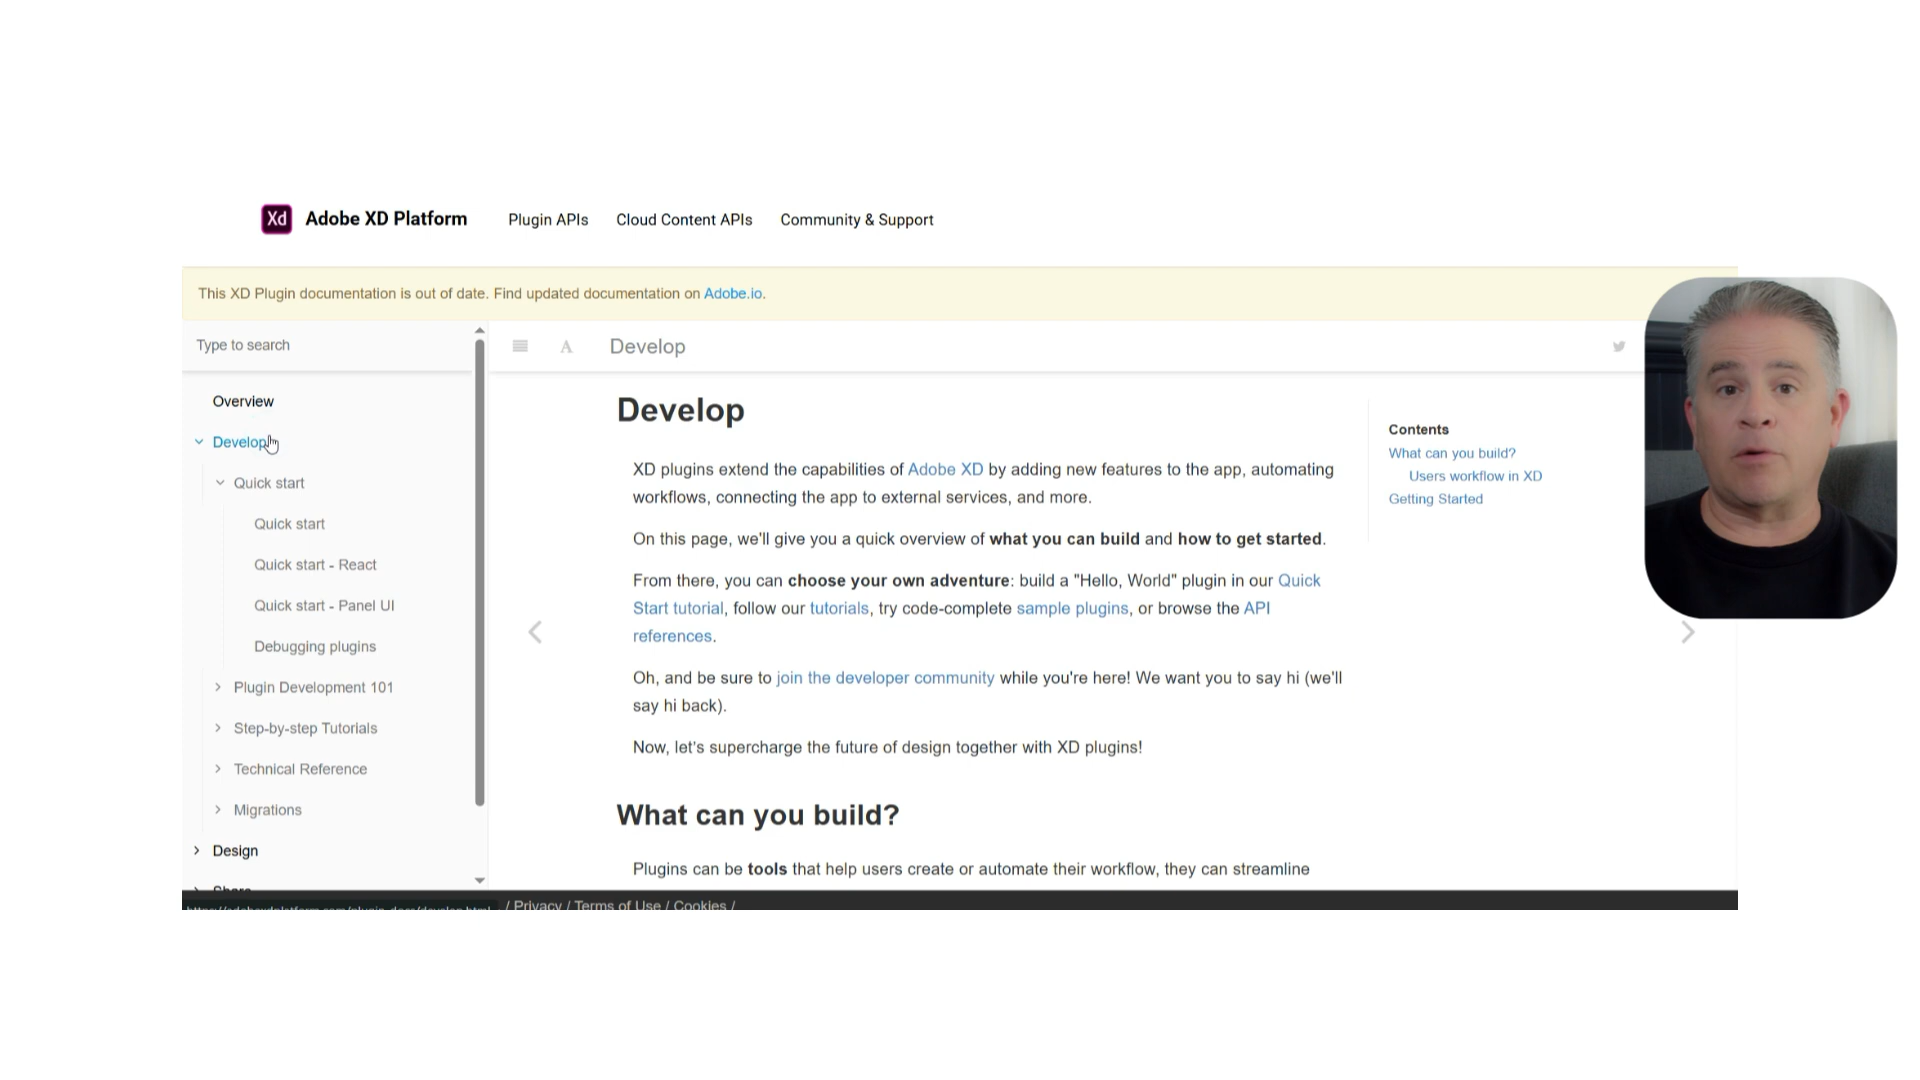 Xd Adobe XD Platform Plugin APIs Cloud Content APIs Community & Support
This XD Plugin documentation is out of date. Find updated documentation on Adobe.io.
Type to search
Overview
Develop
Quick start
Quick start
Quick start - React
Quick start - Panel UI
Debugging plugins
Plugin Development 101
Step-by-step Tutorials
Technical Reference
Migrations
Design
Share
A Develop
Develop
XD plugins extend the capabilities of Adobe XD by adding new features to the app, automating
workflows, connecting the app to external services, and more.
On this page, we'll give you a quick overview of what you can build and how to get started.
From there, you can choose your own adventure: build a "Hello, World" plugin in our Quick
Start tutorial, follow our tutorials, try code-complete sample plugins, or browse the API
references.
Oh, and be sure to join the developer community while you're here! We want you to say hi (we'll
say hi back).
Now, let's supercharge the future of design together with XD plugins!
What can you build?
Plugins can be tools that help users create or automate their workflow, they can streamline
Contents
What can you build?
Users workflow in XD
Getting Started
/ Privacy / Terms of Use / Cookies /